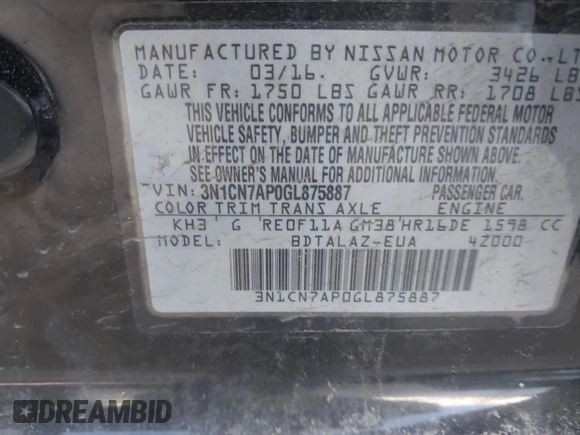 MANUFACTURED BY NISSAN MOTOR CO., LT
DATE: 03/16. GVWR: 3426 LB
GAWR FR: 1750 LBS GAWR RR: 1708 LBS
THIS VEHICLE CONFORMS TO ALL APPLICABLE FEDERAL MOTOR
VEHICLE SAFETY, BUMPER AND THEFT PREVENTION STANDARDS
IN EFFECT ON THE DATE OF MANUFACTURE SHOWN ABOVE.
SEE OWNER'S MANUAL FOR ADDITIONAL INFORMATION.
VIN: 3N1CN7AP0GL875887 PASSENGER CAR.
COLOR TRIM TRANS AXLE ENGINE
KH3 G RE0F11A GM38 HR16DE 1598 CC
MODEL: BDTALAZ-EUA 4Z000
3N1CN7AP0GL875887
DREAMBID